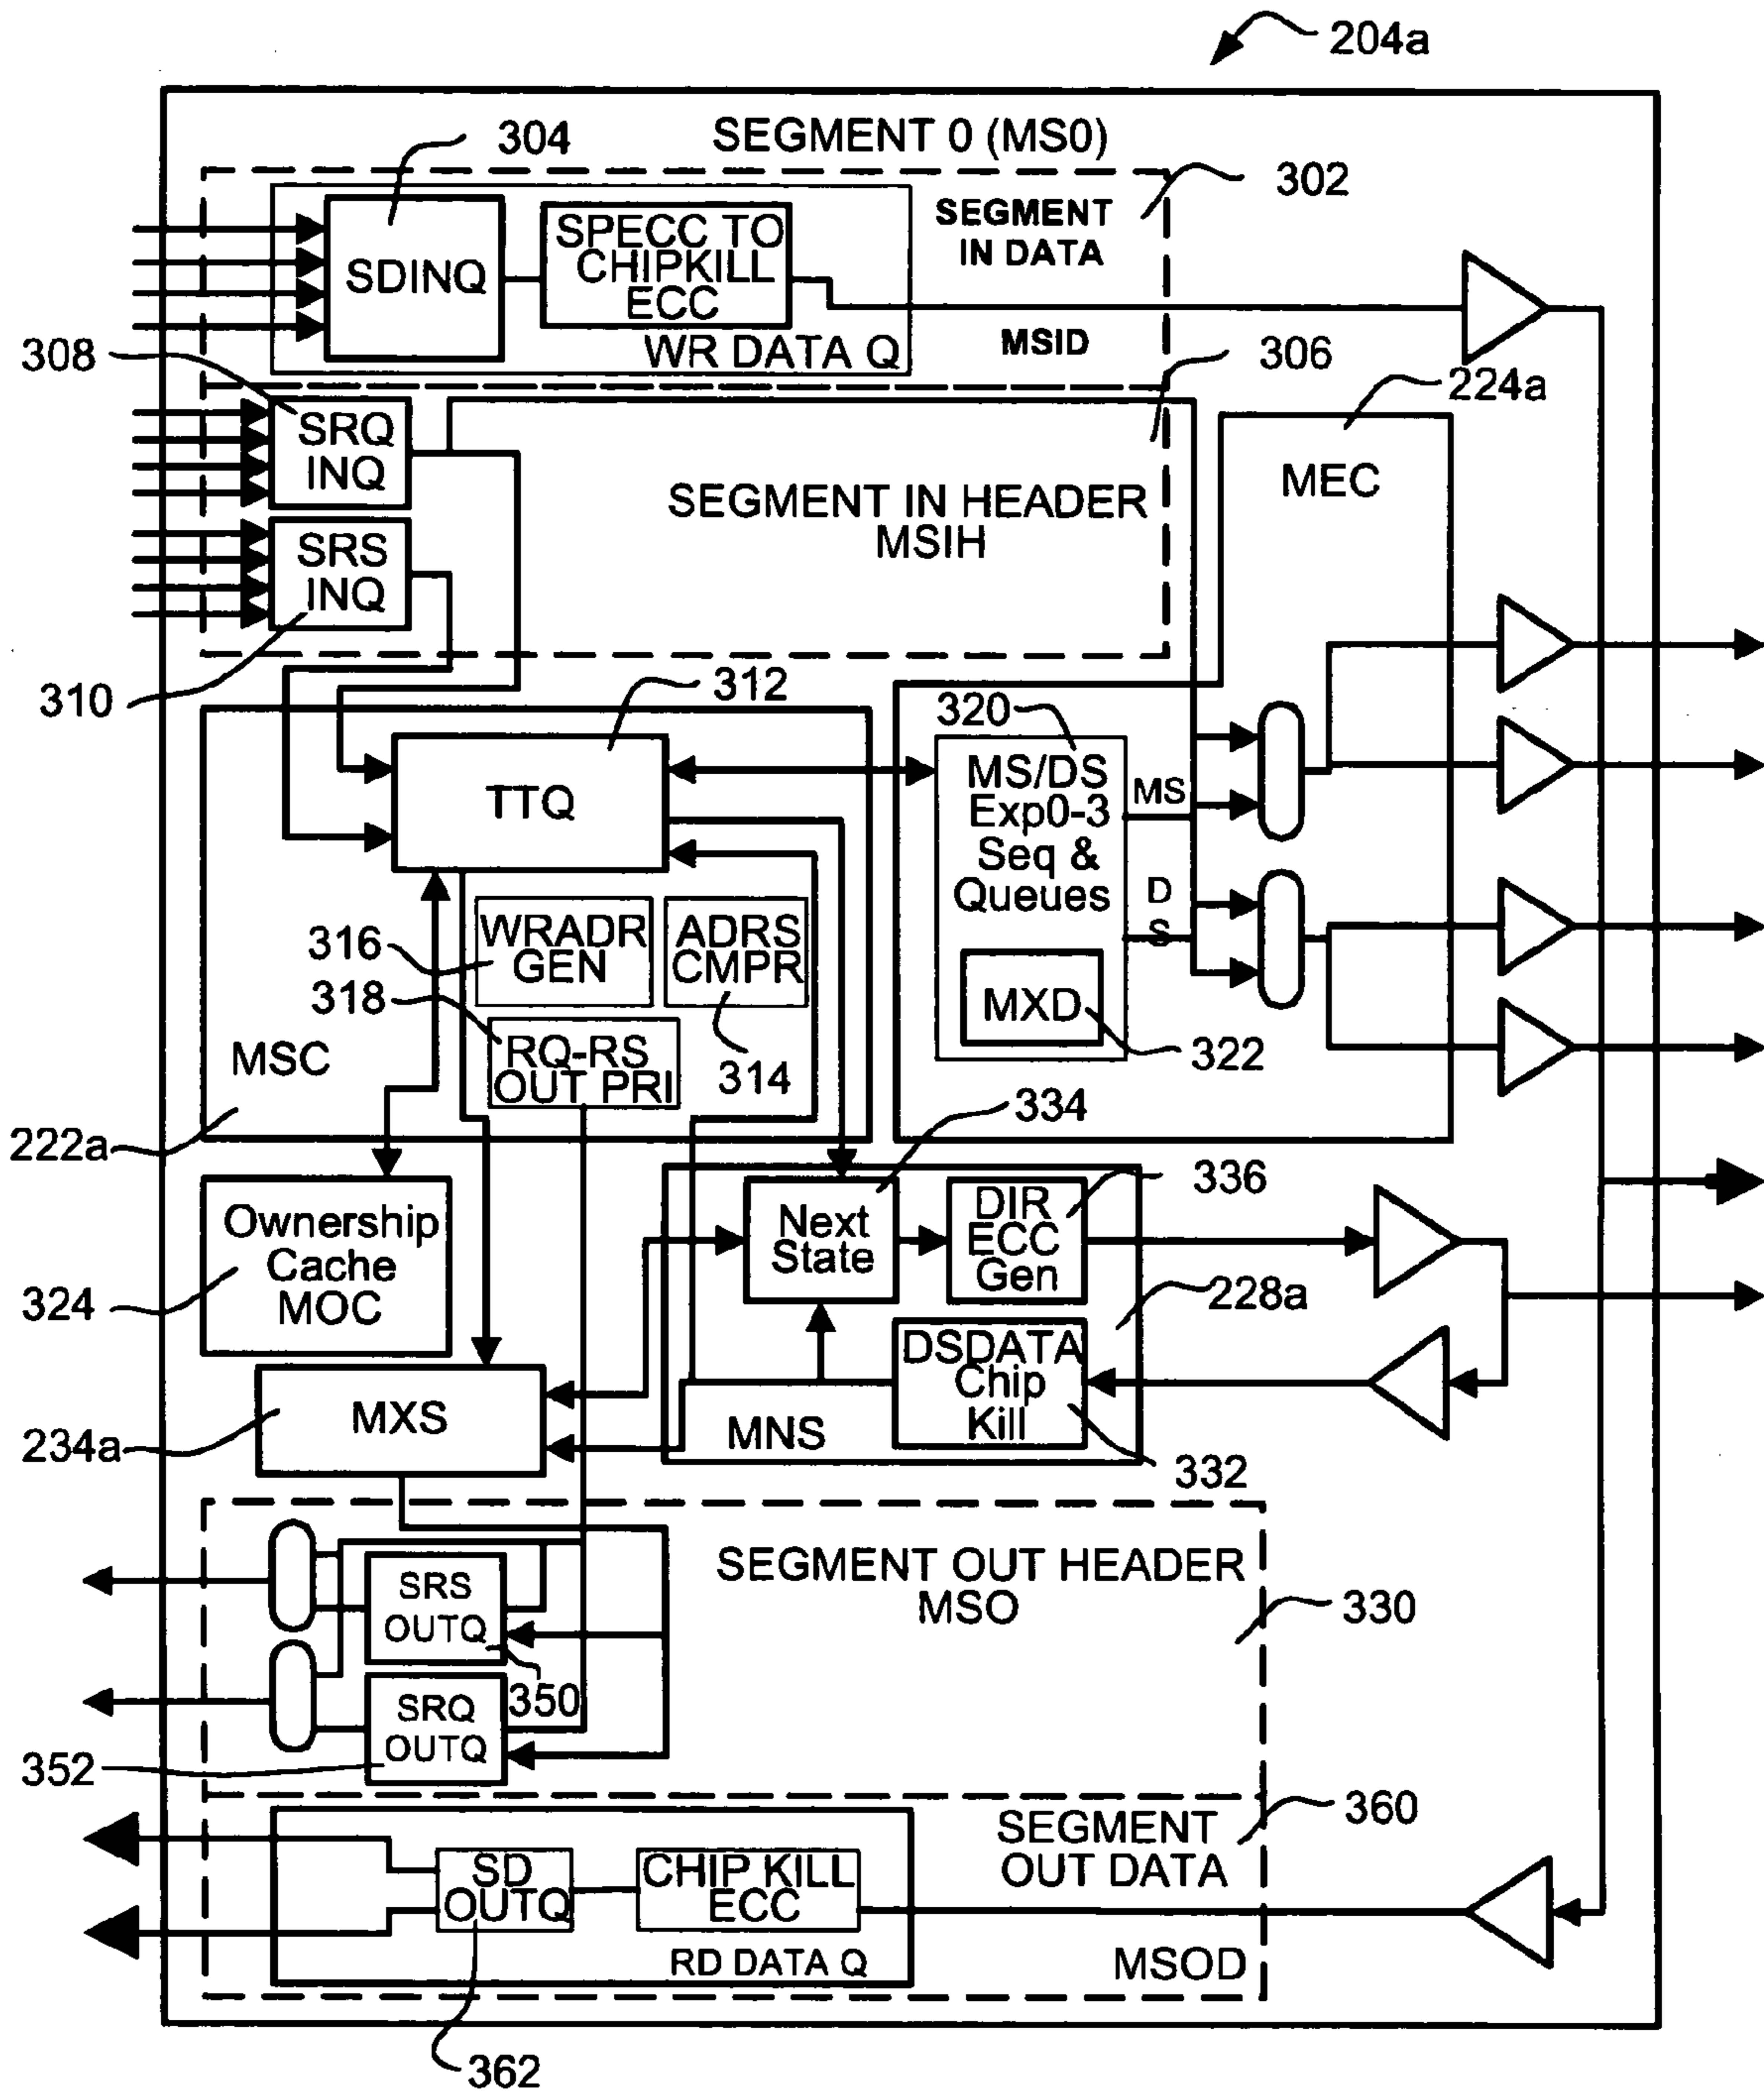 204a
SEGMENT 0 (MS0)
304
302
SEGMENT
IN DATA
SDINQ
SPECC TO
CHIPKILL
ECC
WR DATA Q
MSID
308
306
224a
SRQ
INQ
SEGMENT IN HEADER
MSIH
MEC
SRS
INQ
310
312
320
TTQ
MS/DS
Exp0-3
Seq &
Queues
MS
D
S
MXD
322
316
WRADR
GEN
ADRS
CMPR
318
RQ-RS
OUT PRI
314
MSC
222a
334
336
Ownership
Cache
MOC
324
Next
State
DIR
ECC
Gen
228a
DSDATA
Chip
Kill
MXS
234a
MNS
332
SEGMENT OUT HEADER
MSO
330
SRS
OUTQ
350
SRQ
OUTQ
352
360
SEGMENT
OUT DATA
SD
OUTQ
CHIP KILL
ECC
RD DATA Q
MSOD
362